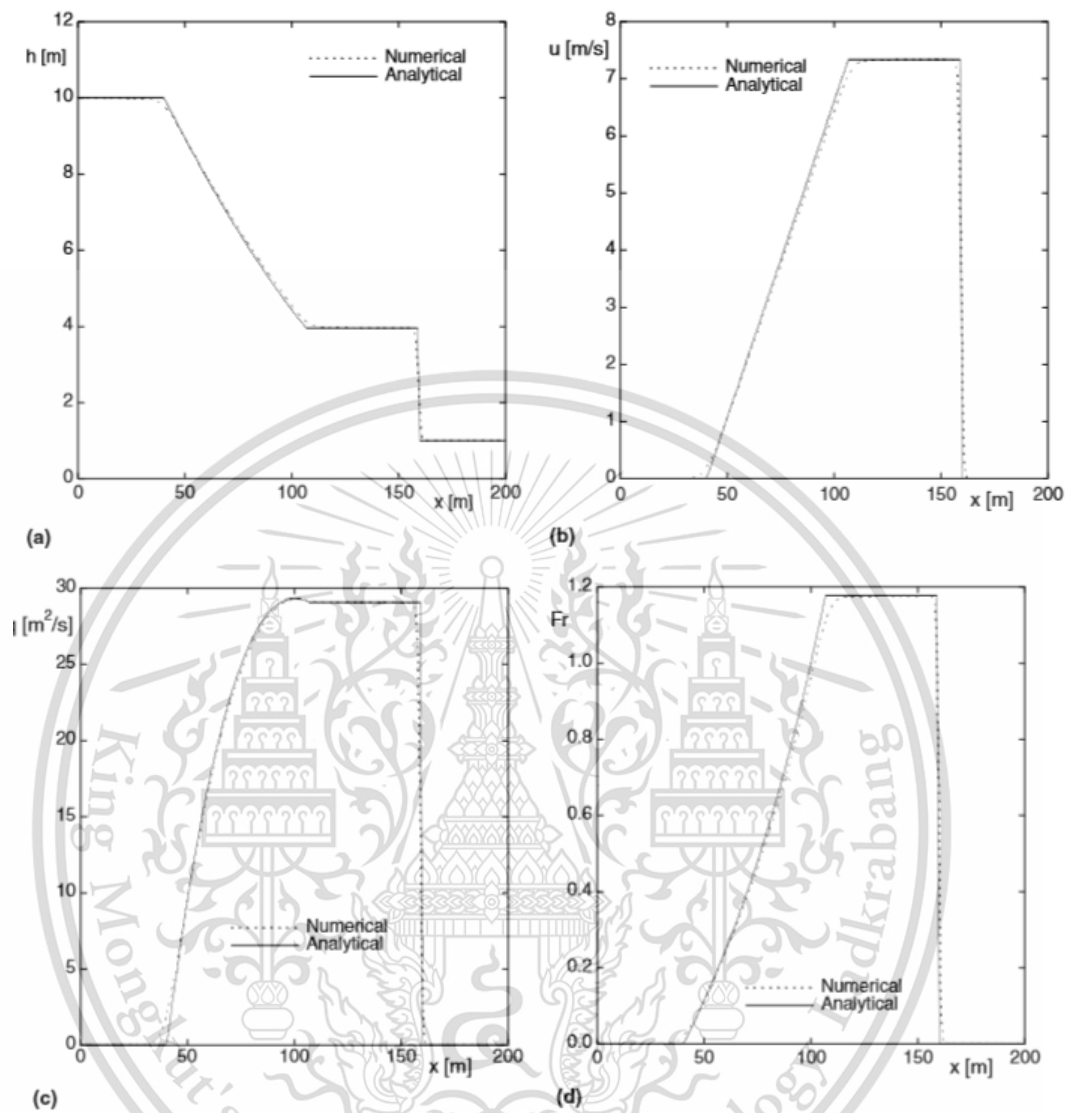 12
h [m]
10
8
6
4
2
0
0
50
100
150
200
x [m]
Numerical
Analytical
(a)
8
u [m/s]
7
6
5
4
3
2
1
0
0
50
100
150
200
x [m]
Numerical
Analytical
(b)
30
[m²/s]
25
20
15
10
5
0
0
50
100
150
200
x [m]
Numerical
Analytical
(c)
1.2
Fr
1.0
0.8
0.6
0.4
0.2
0.0
0
50
100
150
200
x [m]
Numerical
Analytical
(d)
King Mongkut's
Ladkrabang